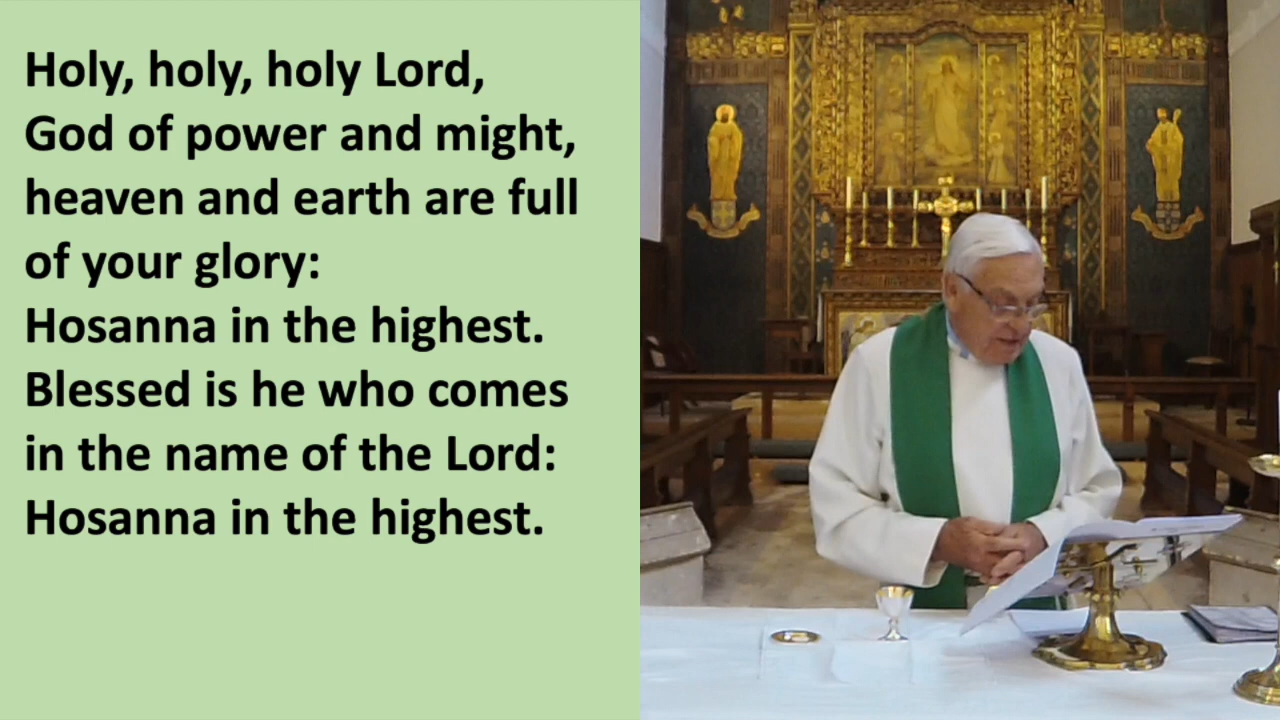 Holy, holy, holy Lord,
God of power and might,
heaven and earth are full
of your glory:
Hosanna in the highest.
Blessed is he who comes
in the name of the Lord:
Hosanna in the highest.